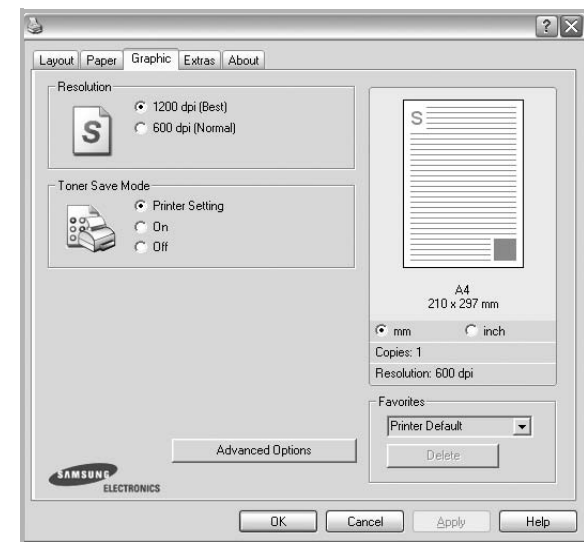 Layout Paper Graphic Extras About
Resolution
1200 dpi (Best)
600 dpi (Normal)
S
Toner Save Mode
Printer Setting
On
Off
S
A4
210 x 297 mm
mm inch
Copies: 1
Resolution: 600 dpi
Favorites
Printer Default
Delete
Advanced Options
SAMSUNG
ELECTRONICS
OK Cancel Apply Help